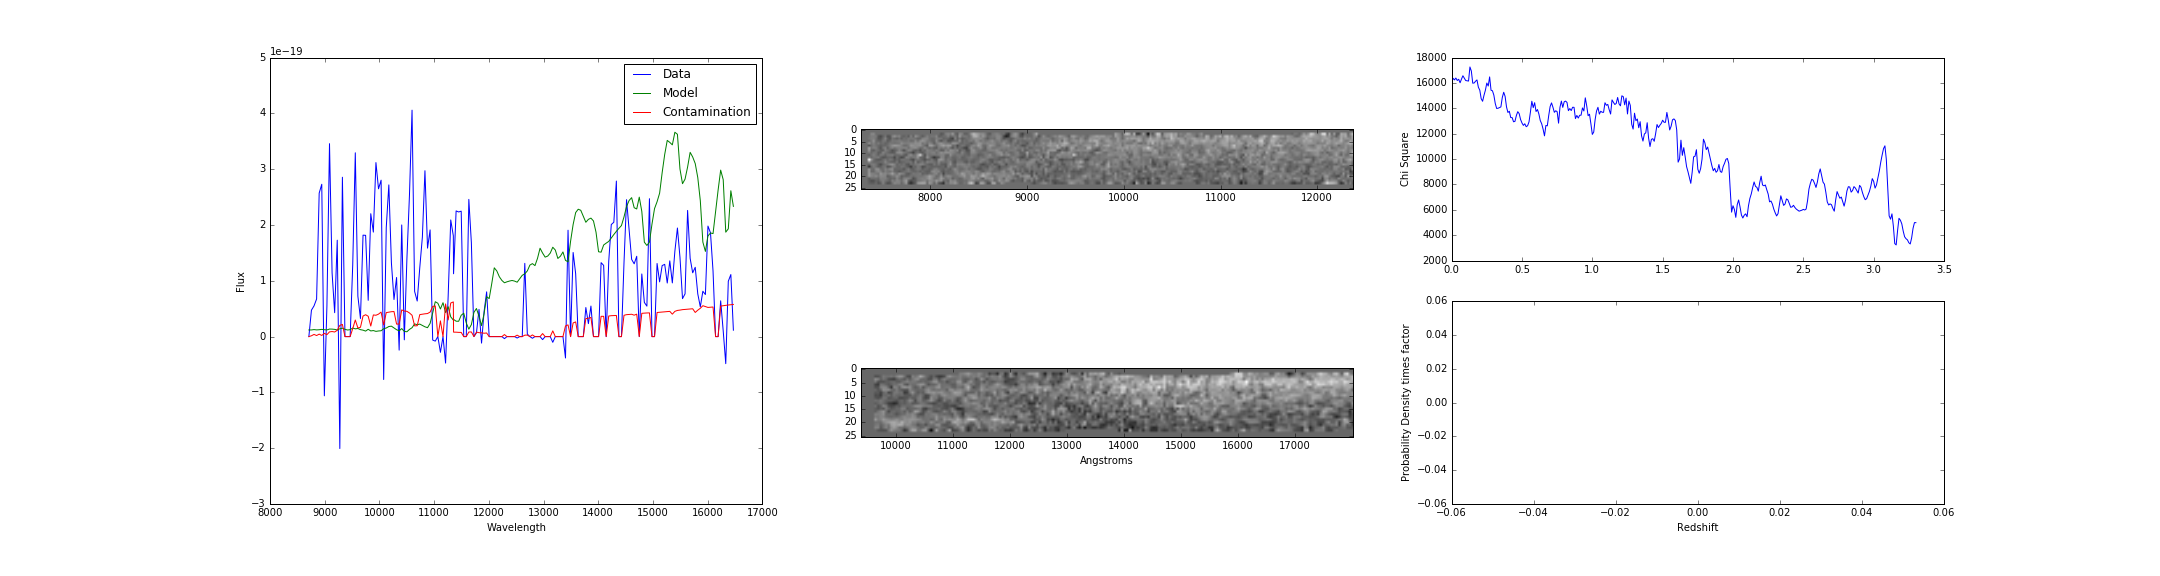 1e−19
5
4
3
2
1
0
−1
−2
−3
8000 9000 10000 11000 12000 13000 14000 15000 16000 17000
Wavelength
Flux
Data
Model
Contamination
0
5
10
15
20
25
8000 9000 10000 11000 12000
0
5
10
15
20
25
10000 11000 12000 13000 14000 15000 16000 17000
Angstroms
18000
16000
14000
12000
10000
8000
6000
4000
2000
0.0 0.5 1.0 1.5 2.0 2.5 3.0 3.5
Chi Square
0.06
0.04
0.02
0.00
−0.02
−0.04
−0.06
−0.06 −0.04 −0.02 0.00 0.02 0.04 0.06
Redshift
Probability Density times factor